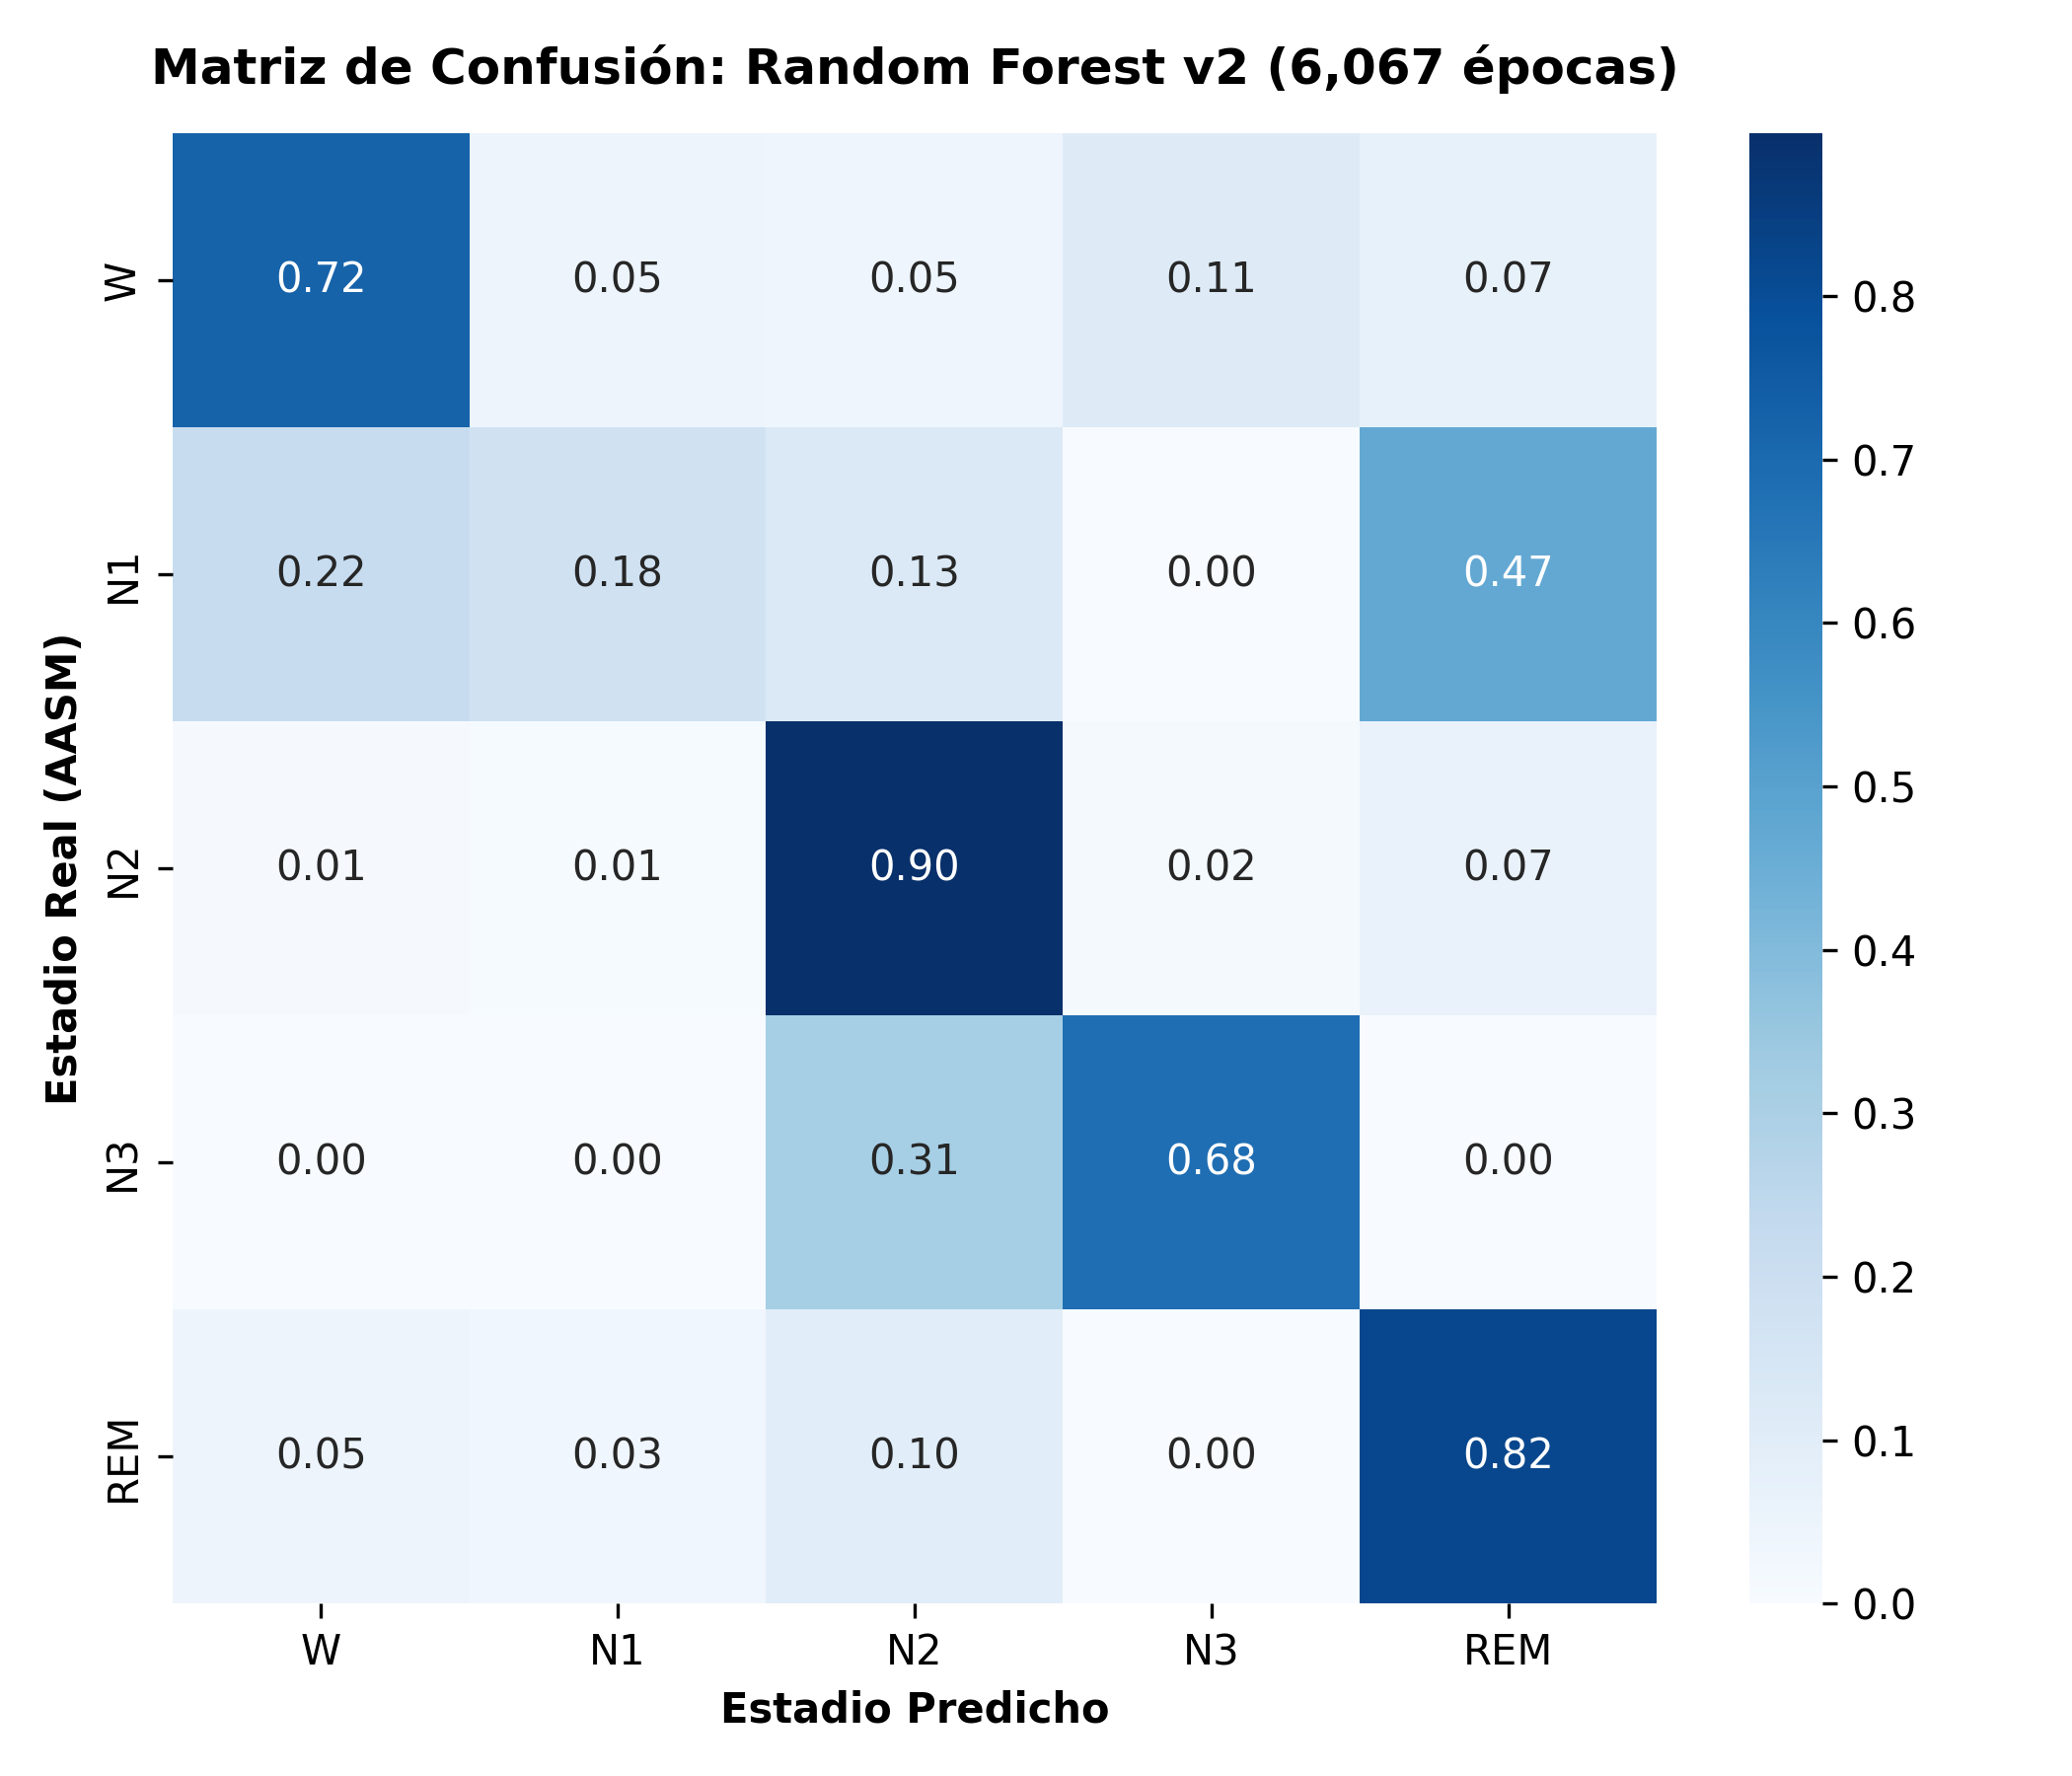 Matriz de Confusión: Random Forest v2 (6,067 épocas)
Estadio Real (AASM)
W 0.72 0.05 0.05 0.11 0.07
N1 0.22 0.18 0.13 0.00 0.47
N2 0.01 0.01 0.90 0.02 0.07
N3 0.00 0.00 0.31 0.68 0.00
REM 0.05 0.03 0.10 0.00 0.82
W N1 N2 N3 REM
Estadio Predicho
0.8
0.7
0.6
0.5
0.4
0.3
0.2
0.1
0.0